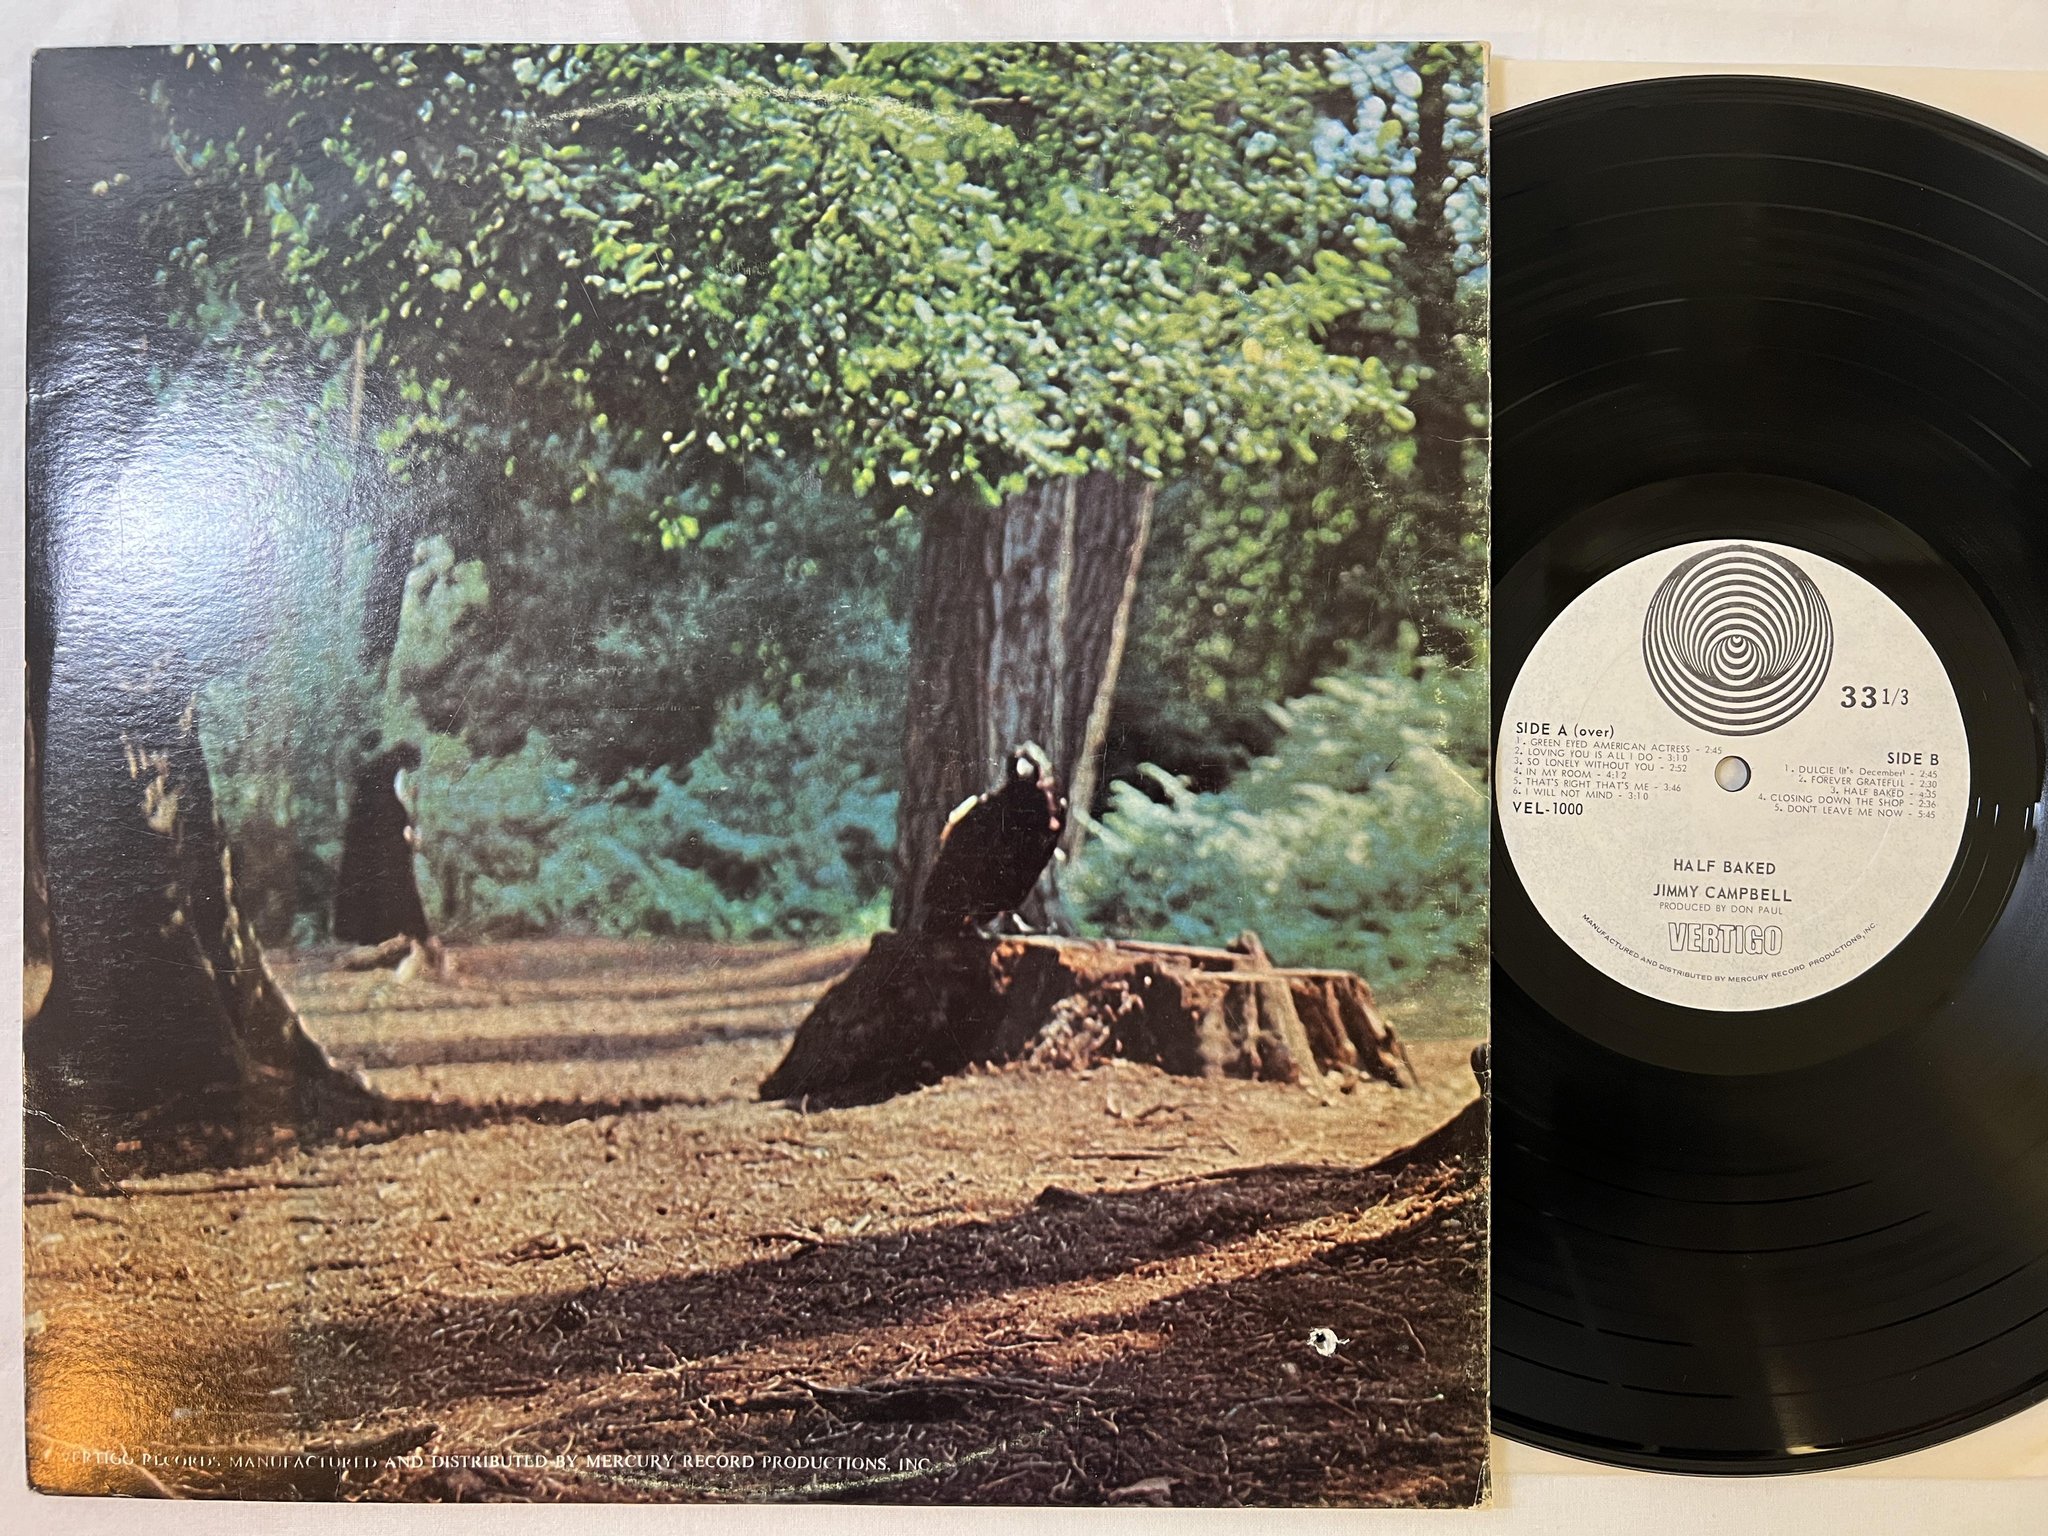 VERTIGO RECORDS MANUFACTURED AND DISTRIBUTED BY MERCURY RECORD PRODUCTIONS, INC.
33 1/3
SIDE A (over)
1. GREEN EYED AMERICAN ACTRESS - 2:45
2. LOVING YOU IS ALL I DO - 3:10
3. SO LONELY WITHOUT YOU - 2:52
4. IN MY ROOM - 4:12
5. THAT'S RIGHT THAT'S ME - 3:46
6. I WILL NOT MIND - 3:10
VEL-1000
SIDE B
1. DULCIE (It's December) - 2:45
2. FOREVER GRATEFUL - 2:30
3. HALF BAKED - 4:35
4. CLOSING DOWN THE SHOP - 2:36
5. DON'T LEAVE ME NOW - 5:45
HALF BAKED
JIMMY CAMPBELL
PRODUCED BY DON PAUL
VERTIGO
MANUFACTURED AND DISTRIBUTED BY MERCURY RECORD PRODUCTIONS, INC.